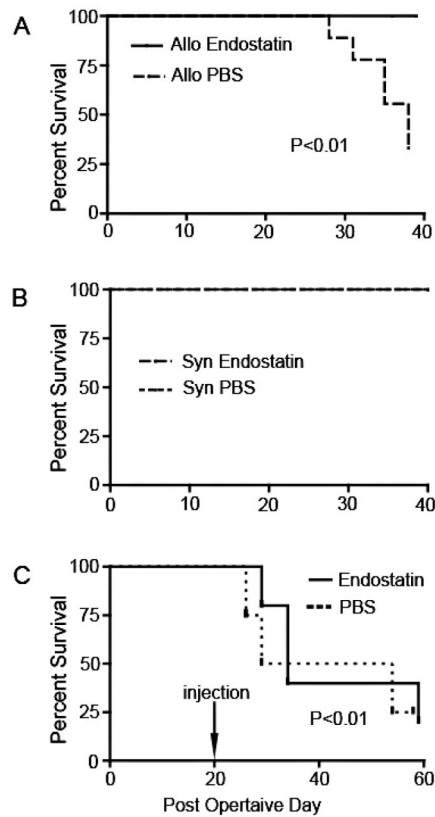 A
Percent Survival
100
75
50
25
0
Allo Endostatin
Allo PBS
P<0.01
0 10 20 30 40
B
Percent Survival
100
75
50
25
0
Syn Endostatin
Syn PBS
0 10 20 30 40
C
Percent Survival
100
75
50
25
0
Endostatin
PBS
injection
P<0.01
0 20 40 60
Post Opertaive Day